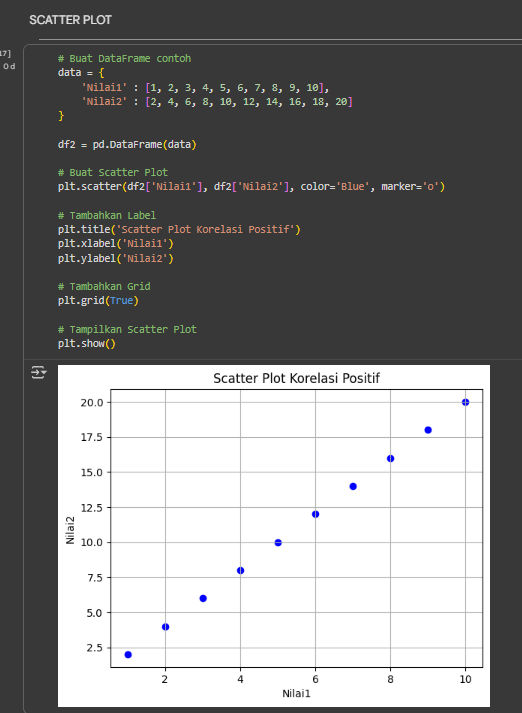 SCATTER PLOT
17]
0 d
# Buat DataFrame contoh
data = {
    'Nilai1' : [1, 2, 3, 4, 5, 6, 7, 8, 9, 10],
    'Nilai2' : [2, 4, 6, 8, 10, 12, 14, 16, 18, 20]
}
df2 = pd.DataFrame(data)
# Buat Scatter Plot
plt.scatter(df2['Nilai1'], df2['Nilai2'], color='Blue', marker='o')
# Tambahkan Label
plt.title('Scatter Plot Korelasi Positif')
plt.xlabel('Nilai1')
plt.ylabel('Nilai2')
# Tambahkan Grid
plt.grid(True)
# Tampilkan Scatter Plot
plt.show()
Scatter Plot Korelasi Positif
20.0
17.5
15.0
12.5
10.0
7.5
5.0
2.5
Nilai2
2 4 6 8 10
Nilai1